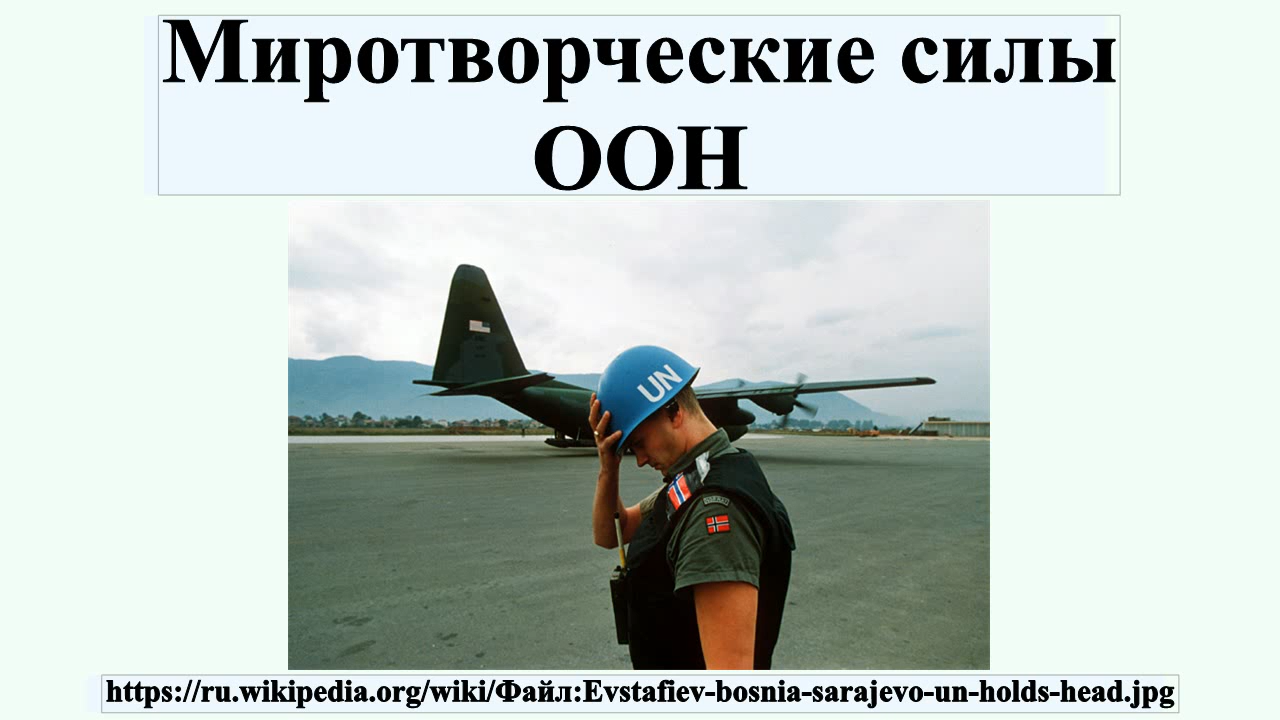 Миротворческие силы
ООН
UN
https://ru.wikipedia.org/wiki/Файл:Evstafiev-bosnia-sarajevo-un-holds-head.jpg